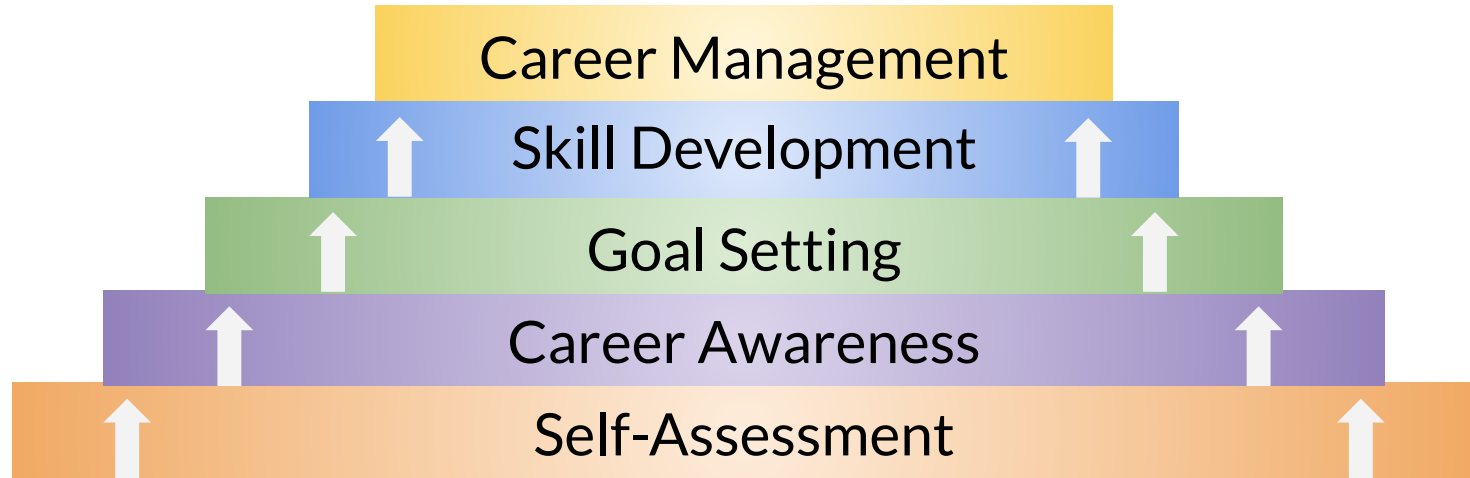 Career Management
Skill Development
Goal Setting
Career Awareness
Self-Assessment